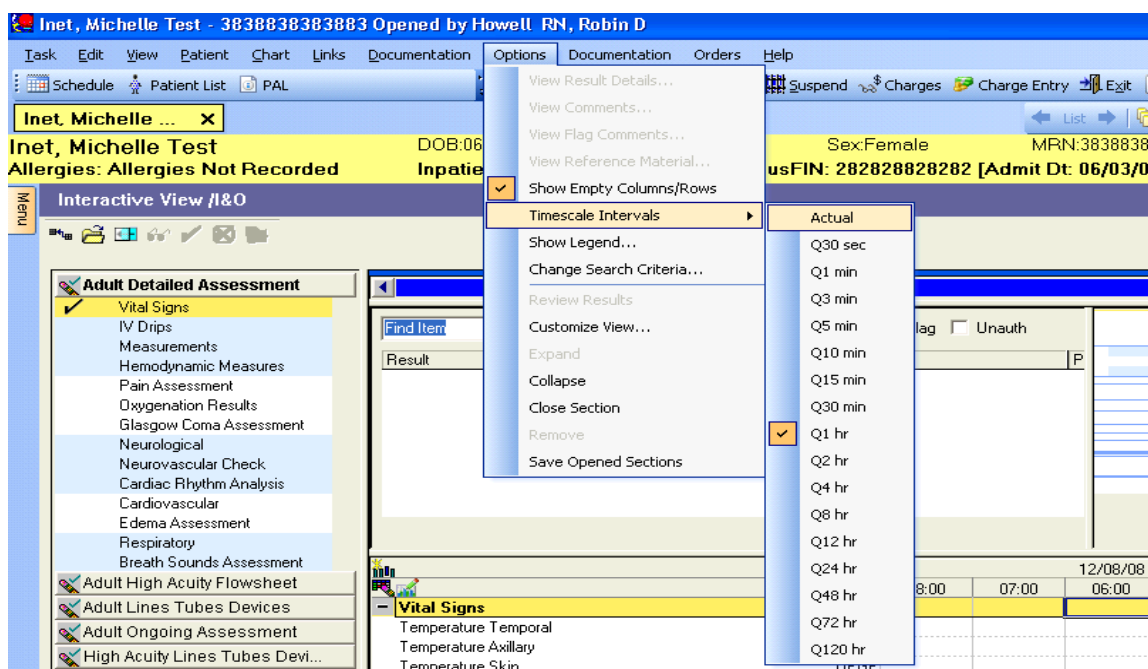 Inet, Michelle Test - 3838838383883 Opened by Howell RN, Robin D
Task Edit View Patient Chart Links Documentation Options Documentation Orders Help
Schedule Patient List PAL Suspend Charges Charge Entry Exit
Inet, Michelle ... List
Inet, Michelle Test DOB:06 Sex:Female MRN:3838838
Allergies: Allergies Not Recorded Inpatie usFIN: 282828828282 [Admit Dt: 06/03/0
Menu
Interactive View /I&O
View Result Details...
View Comments...
View Flag Comments...
View Reference Material...
Show Empty Columns/Rows
Timescale Intervals
Show Legend...
Change Search Criteria...
Review Results
Customize View...
Expand
Collapse
Close Section
Remove
Save Opened Sections
Actual
Q30 sec
Q1 min
Q3 min
Q5 min
Q10 min
Q15 min
Q30 min
Q1 hr
Q2 hr
Q4 hr
Q8 hr
Q12 hr
Q24 hr
Q48 hr
Q72 hr
Q120 hr
Adult Detailed Assessment
Vital Signs
IV Drips
Measurements
Hemodynamic Measures
Pain Assessment
Oxygenation Results
Glasgow Coma Assessment
Neurological
Neurovascular Check
Cardiac Rhythm Analysis
Cardiovascular
Edema Assessment
Respiratory
Breath Sounds Assessment
Adult High Acuity Flowsheet
Adult Lines Tubes Devices
Adult Ongoing Assessment
High Acuity Lines Tubes Devi...
Find Item lag Unauth
Result P
12/08/08
8:00 07:00 06:00
Vital Signs
Temperature Temporal
Temperature Axillary
Temperature Skin